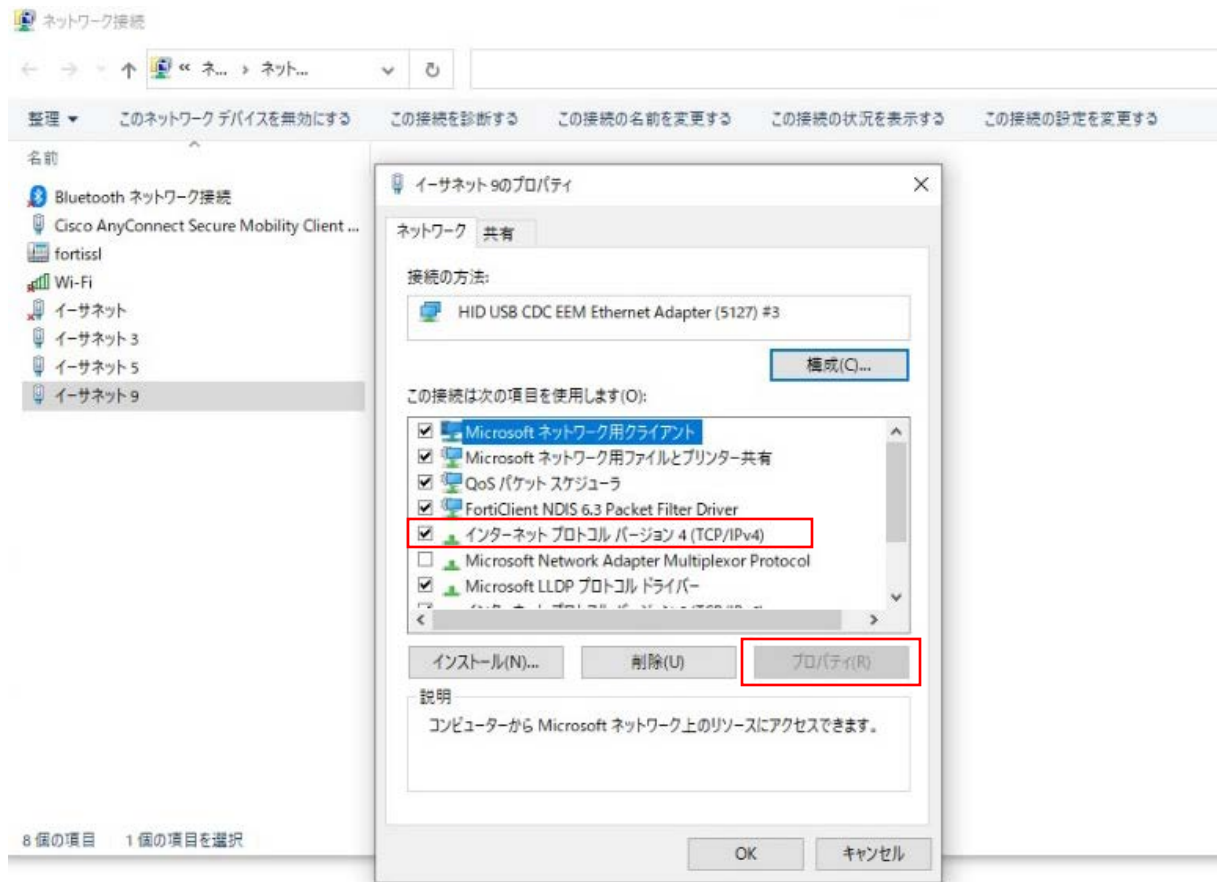 ネットワーク接続
« ネ... › ネット...
整理 このネットワーク デバイスを無効にする この接続を診断する この接続の名前を変更する この接続の状況を表示する この接続の設定を変更する
名前
Bluetooth ネットワーク接続
Cisco AnyConnect Secure Mobility Client ...
fortissl
Wi-Fi
イーサネット
イーサネット 3
イーサネット 5
イーサネット 9
イーサネット 9のプロパティ
ネットワーク 共有
接続の方法:
HID USB CDC EEM Ethernet Adapter (5127) #3
構成(C)...
この接続は次の項目を使用します(O):
Microsoft ネットワーク用クライアント
Microsoft ネットワーク用ファイルとプリンター共有
QoS パケット スケジューラ
FortiClient NDIS 6.3 Packet Filter Driver
インターネット プロトコル バージョン 4 (TCP/IPv4)
Microsoft Network Adapter Multiplexor Protocol
Microsoft LLDP プロトコル ドライバー
インストール(N)... 削除(U) プロパティ(R)
説明
コンピューターから Microsoft ネットワーク上のリソースにアクセスできます。
8 個の項目 1 個の項目を選択
OK キャンセル